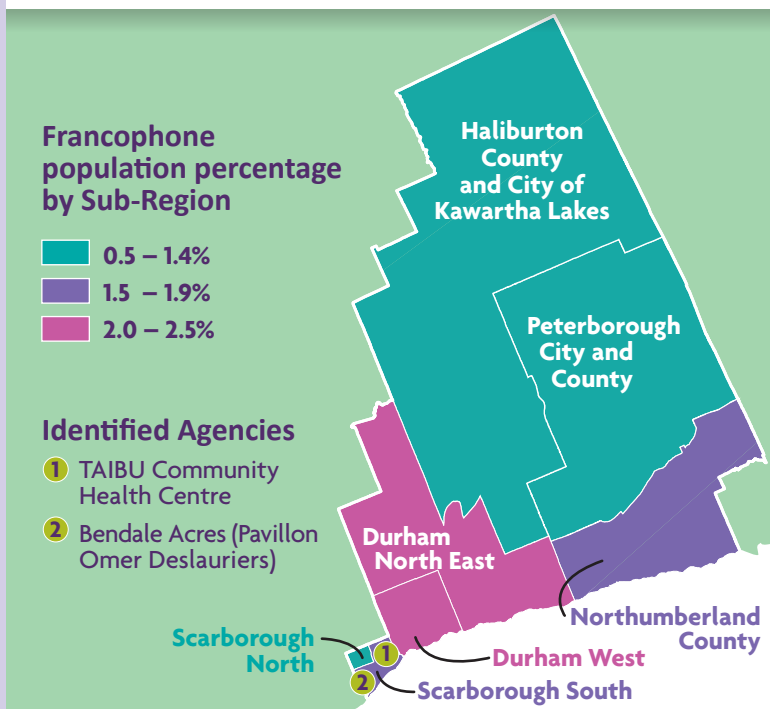 Francophone
population percentage
by Sub-Region
0.5 – 1.4%
1.5 – 1.9%
2.0 – 2.5%
Identified Agencies
1 TAIBU Community
Health Centre
2 Bendale Acres (Pavillon
Omer Deslauriers)
Haliburton
County
and City of
Kawartha Lakes
Peterborough
City and
County
Durham
North East
Northumberland
County
Scarborough
North
1
Durham West
2
Scarborough South